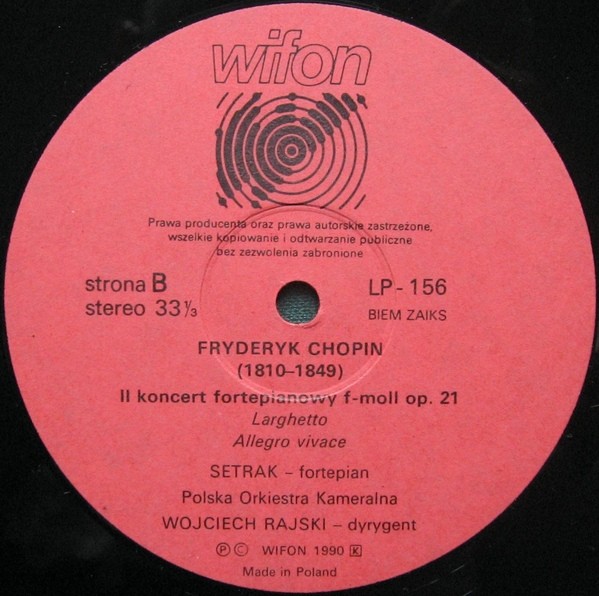 wifon
Prawa producenta oraz prawa autorskie zastrzeżone,
wszelkie kopiowanie i odtwarzanie publiczne
bez zezwolenia zabronione
strona B
stereo 33 ⅓
LP - 156
BIEM ZAIKS
FRYDERYK CHOPIN
(1810–1849)
II koncert fortepianowy f-moll op. 21
Larghetto
Allegro vivace
SETRAK – fortepian
Polska Orkiestra Kameralna
WOJCIECH RAJSKI – dyrygent
Ⓟ © WIFON 1990 K
Made in Poland